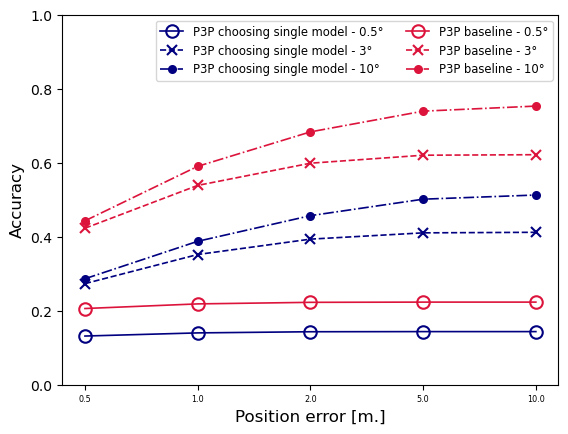 P3P choosing single model - 0.5°
P3P choosing single model - 3°
P3P choosing single model - 10°
P3P baseline - 0.5°
P3P baseline - 3°
P3P baseline - 10°
Accuracy
1.0
0.8
0.6
0.4
0.2
0.0
0.5 1.0 2.0 5.0 10.0
Position error [m.]